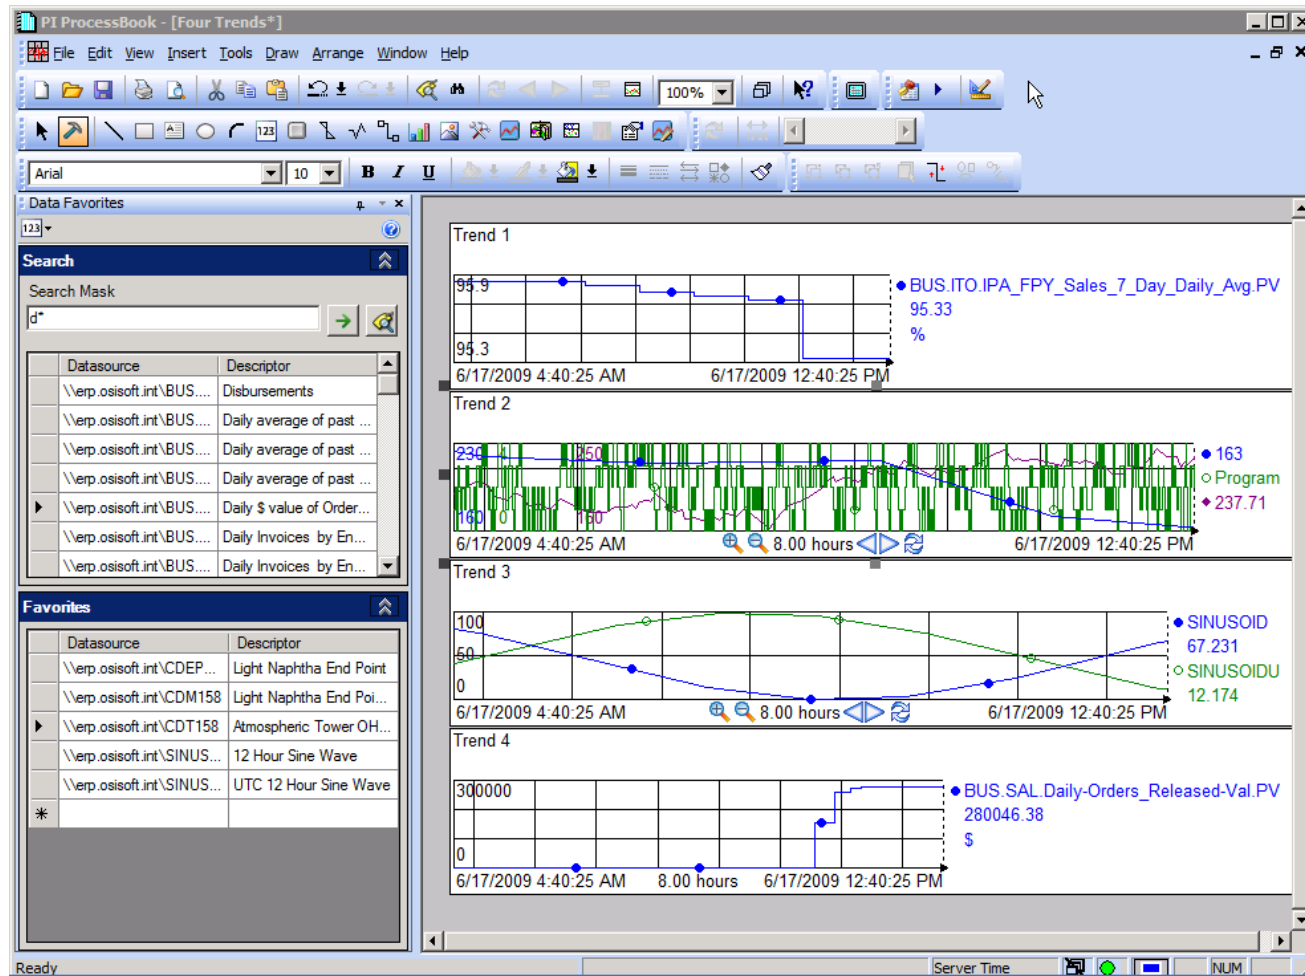 PI ProcessBook - [Four Trends*]
File Edit View Insert Tools Draw Arrange Window Help
100%
123
Arial 10 B I U
Data Favorites
123
Search
Search Mask
d*
Datasource Descriptor
\\erp.osisoft.int\BUS.... Disbursements
\\erp.osisoft.int\BUS.... Daily average of past ...
\\erp.osisoft.int\BUS.... Daily average of past ...
\\erp.osisoft.int\BUS.... Daily average of past ...
\\erp.osisoft.int\BUS.... Daily $ value of Order...
\\erp.osisoft.int\BUS.... Daily Invoices by En...
\\erp.osisoft.int\BUS.... Daily Invoices by En...
Favorites
Datasource Descriptor
\\erp.osisoft.int\CDEP... Light Naphtha End Point
\\erp.osisoft.int\CDM158 Light Naphtha End Poi...
\\erp.osisoft.int\CDT158 Atmospheric Tower OH...
\\erp.osisoft.int\SINUS... 12 Hour Sine Wave
\\erp.osisoft.int\SINUS... UTC 12 Hour Sine Wave
Trend 1
95.9
95.3
6/17/2009 4:40:25 AM 6/17/2009 12:40:25 PM
BUS.ITO.IPA_FPY_Sales_7_Day_Daily_Avg.PV
95.33
%
Trend 2
230 4 250
160 0 150
6/17/2009 4:40:25 AM 8.00 hours 6/17/2009 12:40:25 PM
163
Program
237.71
Trend 3
100
50
0
6/17/2009 4:40:25 AM 8.00 hours 6/17/2009 12:40:25 PM
SINUSOID
67.231
SINUSOIDU
12.174
Trend 4
300000
0
6/17/2009 4:40:25 AM 8.00 hours 6/17/2009 12:40:25 PM
BUS.SAL.Daily-Orders_Released-Val.PV
280046.38
$
Ready Server Time NUM